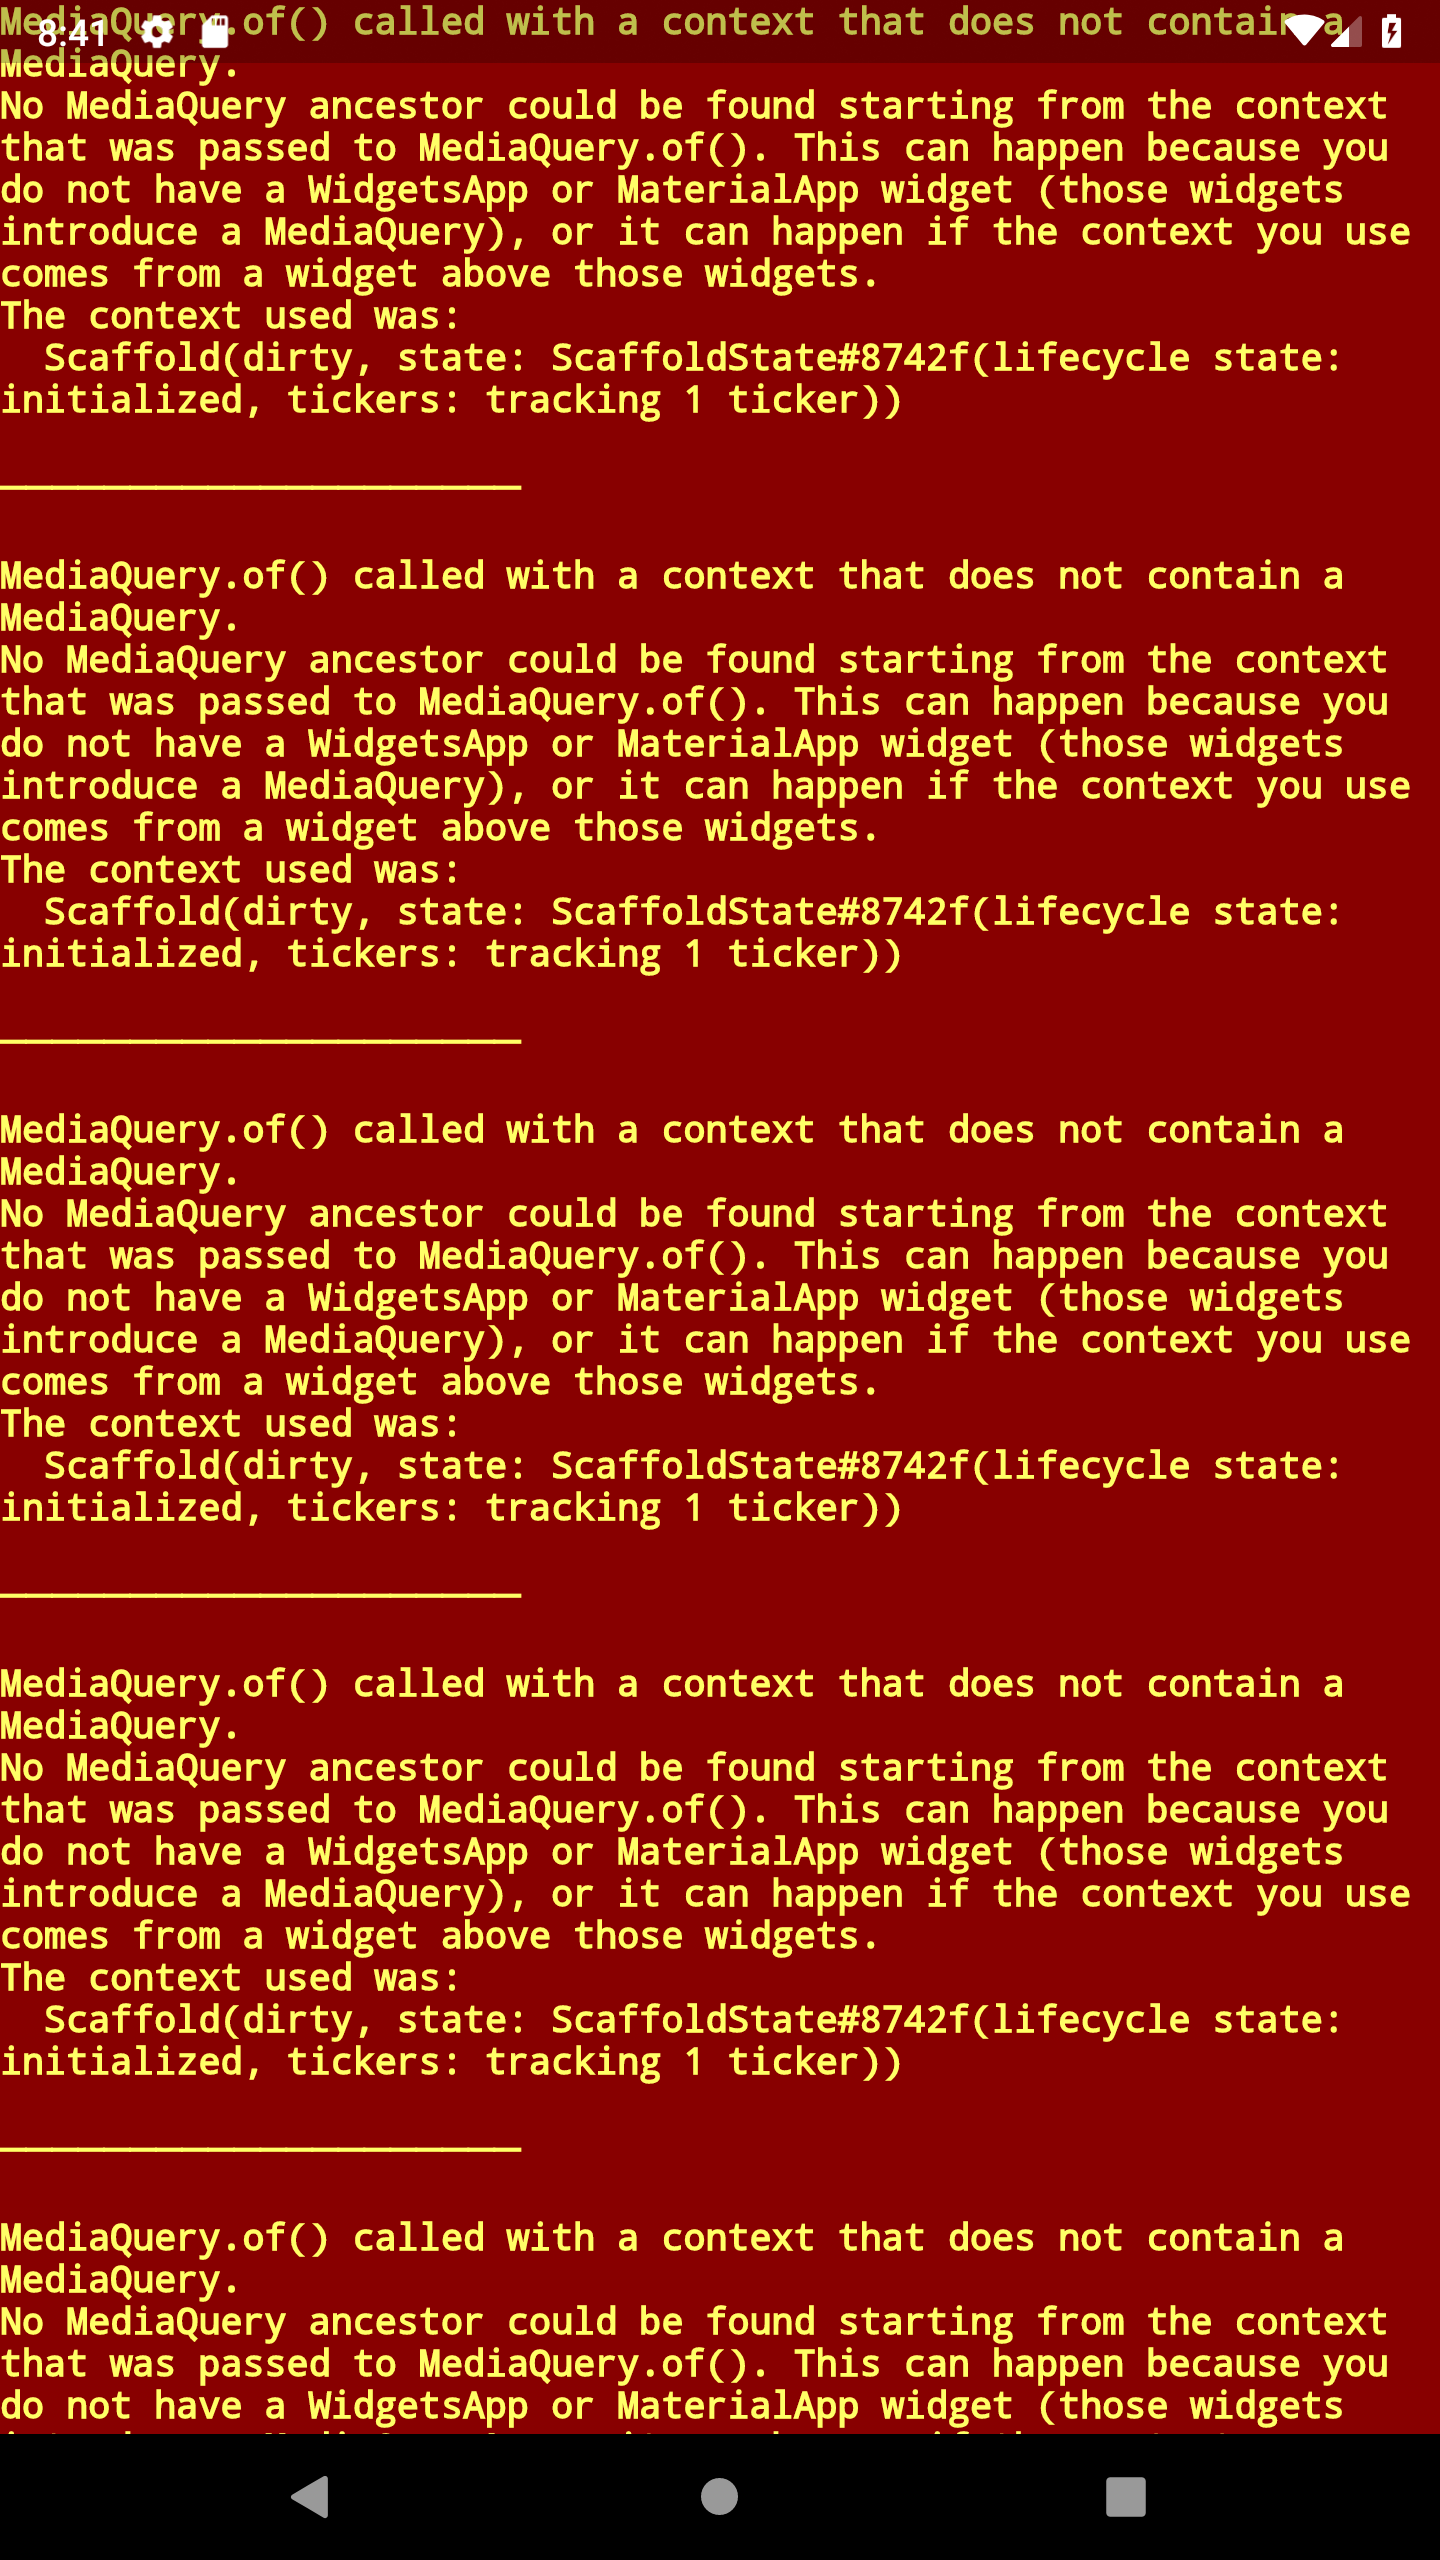 MediaQuery.of() called with a context that does not contain a
8:41
MediaQuery.
No MediaQuery ancestor could be found starting from the context
that was passed to MediaQuery.of(). This can happen because you
do not have a WidgetsApp or MaterialApp widget (those widgets
introduce a MediaQuery), or it can happen if the context you use
comes from a widget above those widgets.
The context used was:
  Scaffold(dirty, state: ScaffoldState#8742f(lifecycle state:
initialized, tickers: tracking 1 ticker))
MediaQuery.of() called with a context that does not contain a
MediaQuery.
No MediaQuery ancestor could be found starting from the context
that was passed to MediaQuery.of(). This can happen because you
do not have a WidgetsApp or MaterialApp widget (those widgets
introduce a MediaQuery), or it can happen if the context you use
comes from a widget above those widgets.
The context used was:
  Scaffold(dirty, state: ScaffoldState#8742f(lifecycle state:
initialized, tickers: tracking 1 ticker))
MediaQuery.of() called with a context that does not contain a
MediaQuery.
No MediaQuery ancestor could be found starting from the context
that was passed to MediaQuery.of(). This can happen because you
do not have a WidgetsApp or MaterialApp widget (those widgets
introduce a MediaQuery), or it can happen if the context you use
comes from a widget above those widgets.
The context used was:
  Scaffold(dirty, state: ScaffoldState#8742f(lifecycle state:
initialized, tickers: tracking 1 ticker))
MediaQuery.of() called with a context that does not contain a
MediaQuery.
No MediaQuery ancestor could be found starting from the context
that was passed to MediaQuery.of(). This can happen because you
do not have a WidgetsApp or MaterialApp widget (those widgets
introduce a MediaQuery), or it can happen if the context you use
comes from a widget above those widgets.
The context used was:
  Scaffold(dirty, state: ScaffoldState#8742f(lifecycle state:
initialized, tickers: tracking 1 ticker))
MediaQuery.of() called with a context that does not contain a
MediaQuery.
No MediaQuery ancestor could be found starting from the context
that was passed to MediaQuery.of(). This can happen because you
do not have a WidgetsApp or MaterialApp widget (those widgets